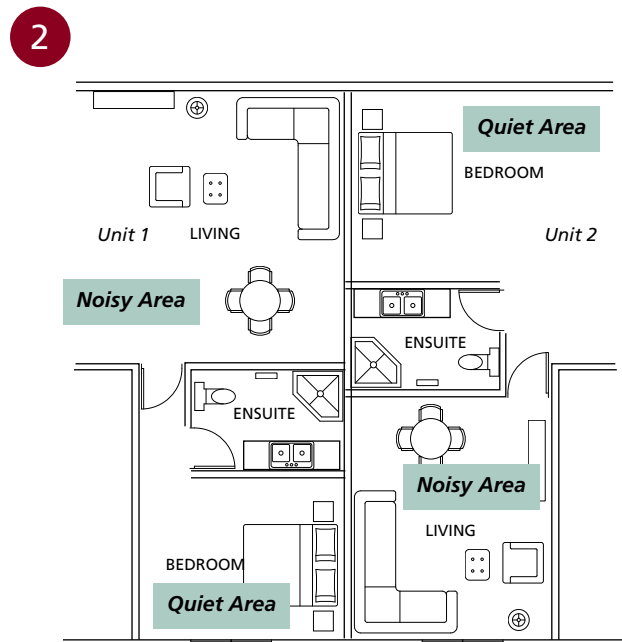 2
Quiet Area
BEDROOM
Unit 1
LIVING
Unit 2
Noisy Area
ENSUITE
ENSUITE
Noisy Area
LIVING
BEDROOM
Quiet Area